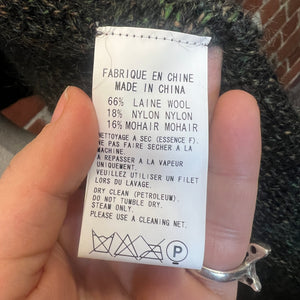 FABRIQUE EN CHINE
MADE IN CHINA
66% LAINE WOOL
18% NYLON NYLON
16% MOHAIR MOHAIR
NETTOYAGE A SEC (ESSENCE F).
NE PAS FAIRE SECHER A LA
MACHINE.
A REPASSER A LA VAPEUR
UNIQUEMENT.
VEUILLEZ UTILISER UN FILET
LORS DU LAVAGE.
DRY CLEAN (PETROLEUM).
DO NOT TUMBLE DRY.
STEAM ONLY.
PLEASE USE A CLEANING NET.
P